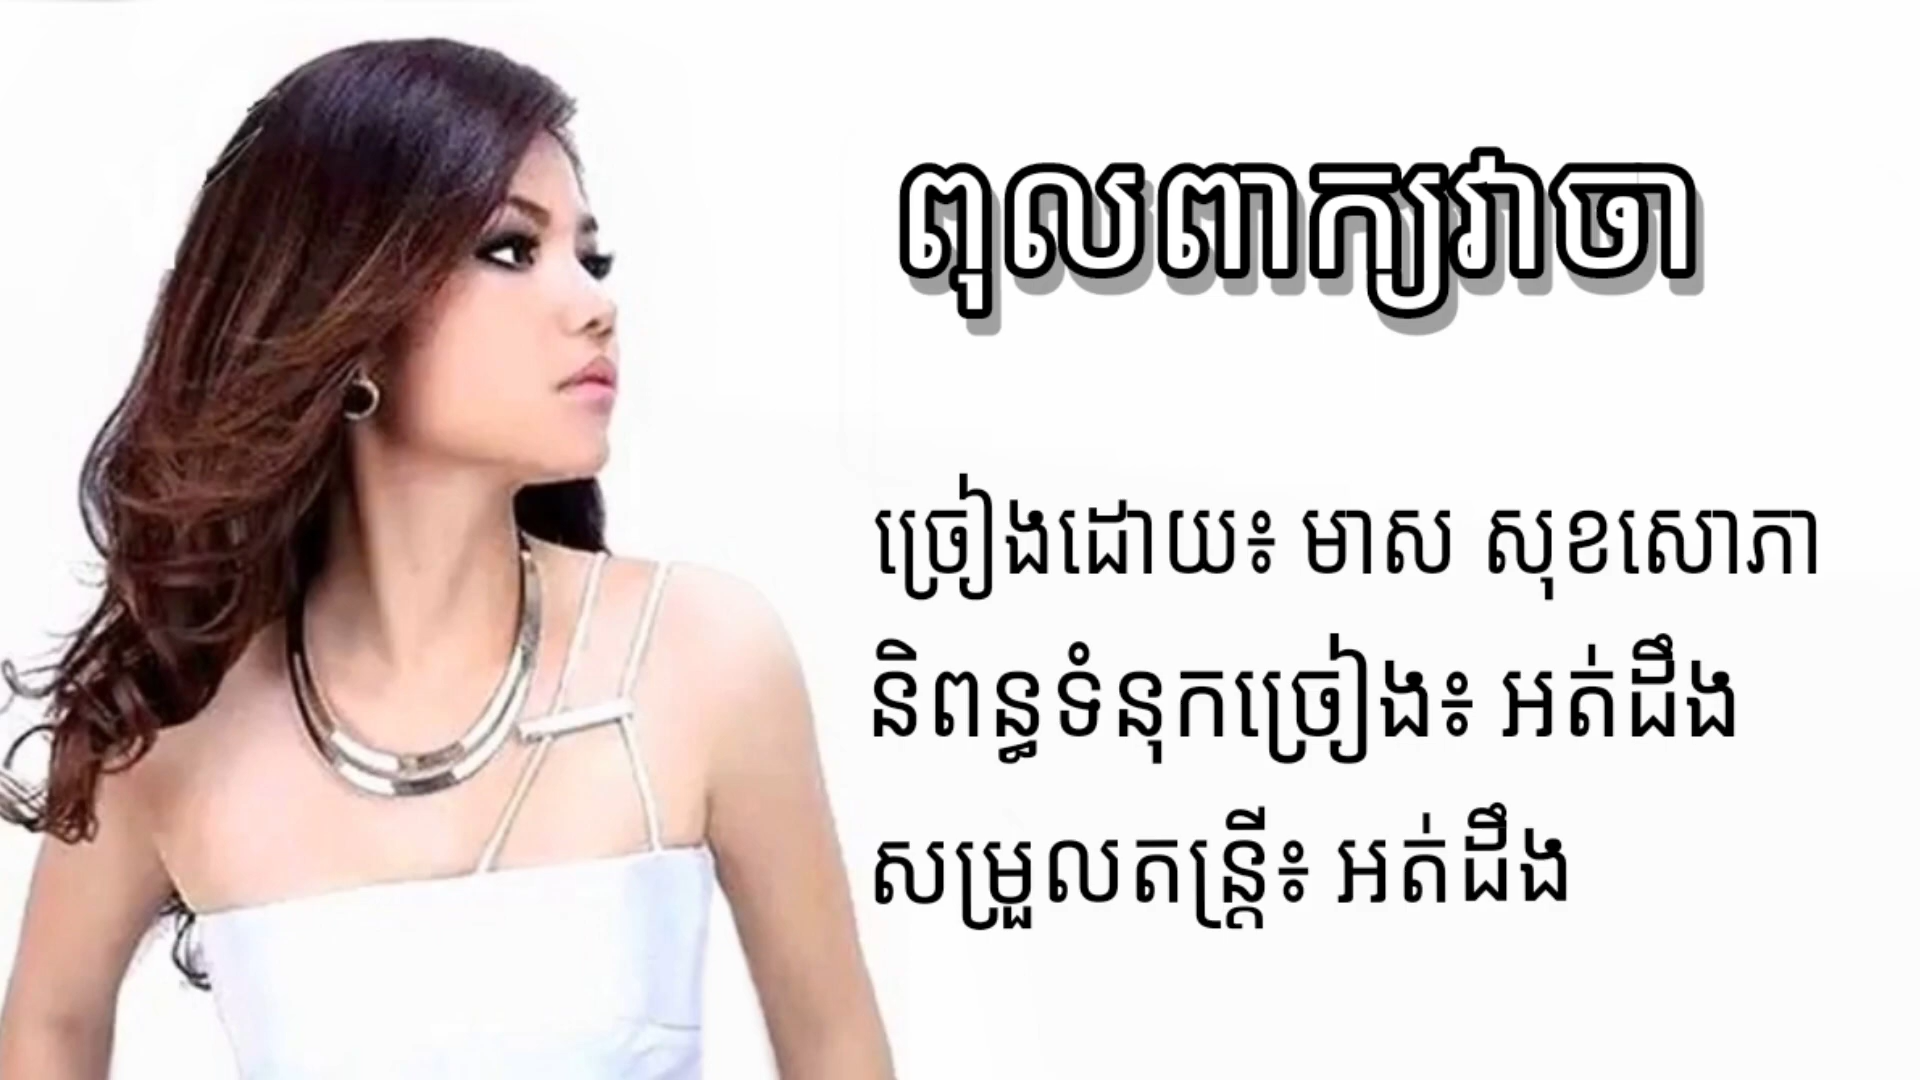 ពុលពាក្យវាចា
ច្រៀងដោយ៖ មាស សុខសោភា
និពន្ធទំនុកច្រៀង៖ អត់ដឹង
សម្រួលតន្ត្រី៖ អត់ដឹង